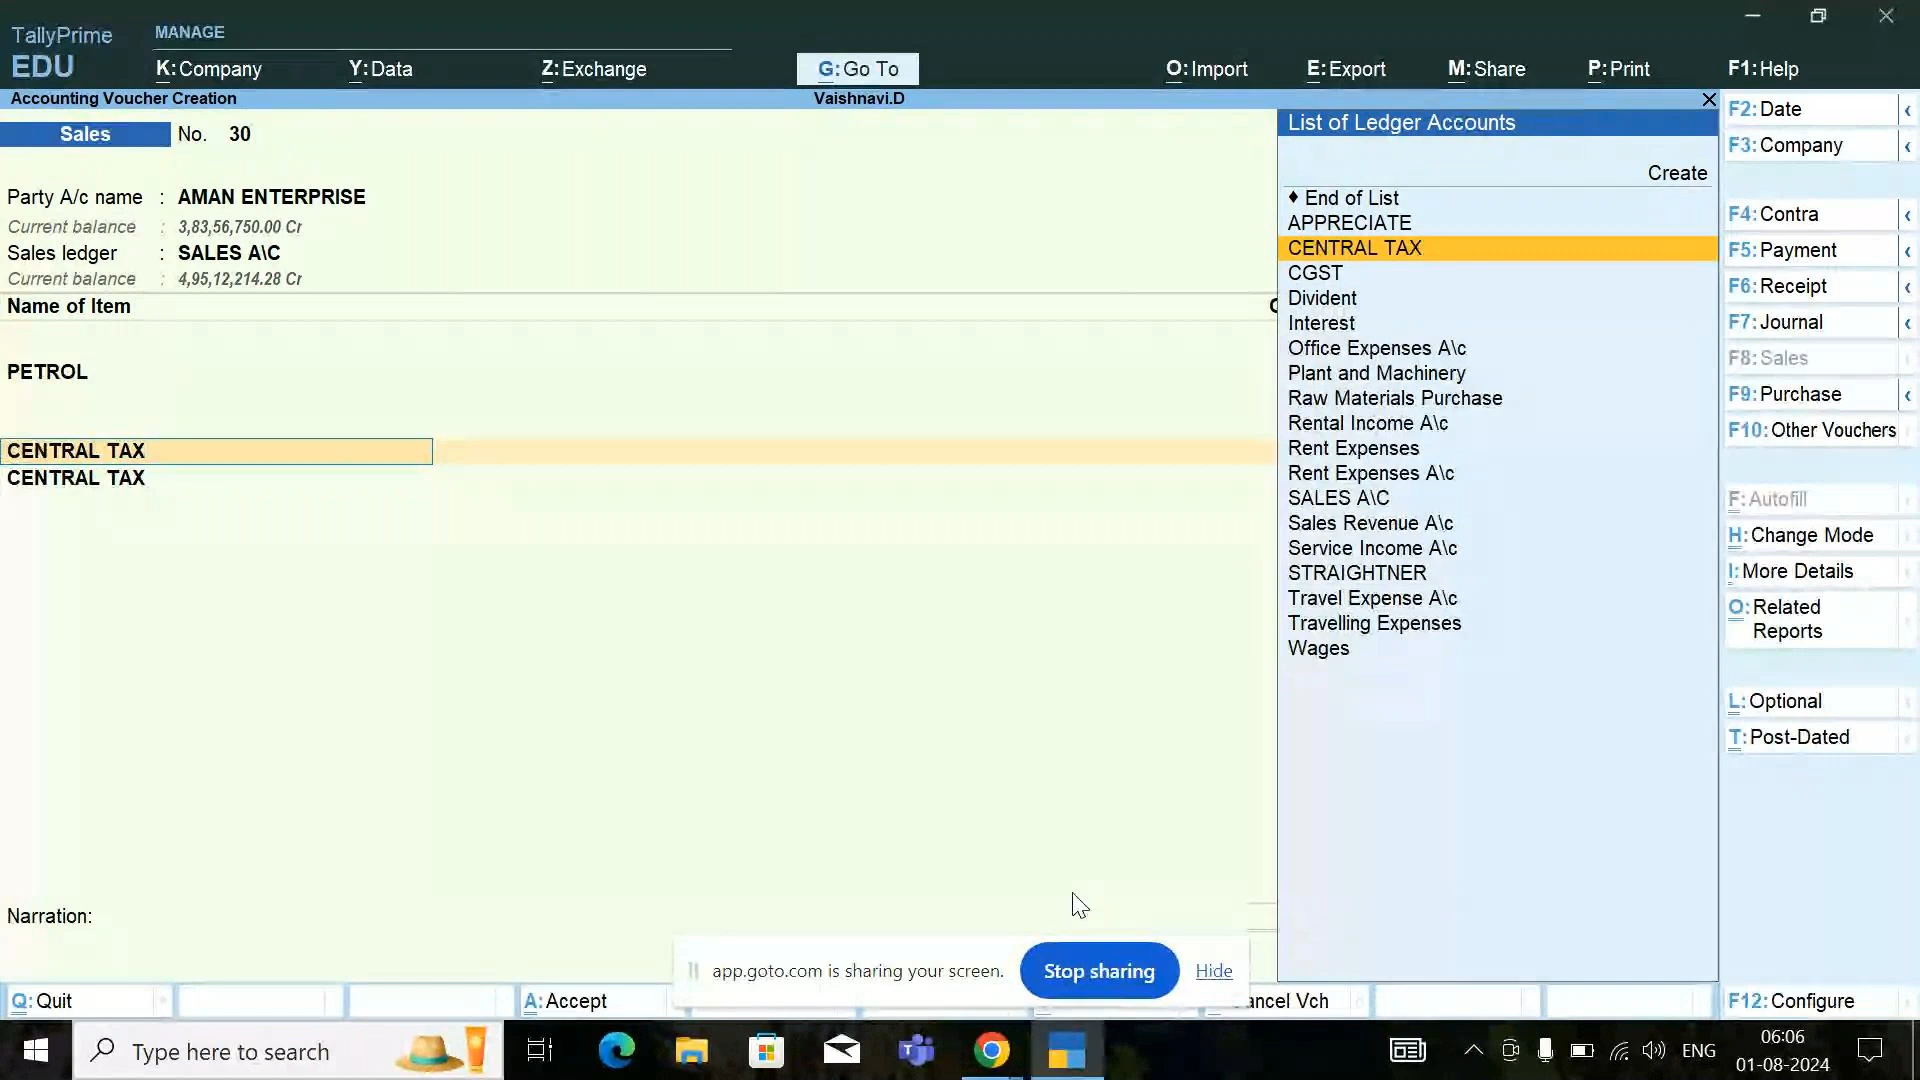 TallyPrime
EDU
MANAGE
K:Company
Y:Data
Z:Exchange
G:Go To
O:Import
E:Export
M:Share
P:Print
F1:Help
Accounting Voucher Creation
Vaishnavi.D
Sales No. 30
Party A/c name : AMAN ENTERPRISE
Current balance : 3,83,56,750.00 Cr
Sales ledger : SALES A\C
Current balance : 4,95,12,214.28 Cr
Name of Item
PETROL
CENTRAL TAX
CENTRAL TAX
Narration:
List of Ledger Accounts
Create
♦ End of List
APPRECIATE
CENTRAL TAX
CGST
Divident
Interest
Office Expenses A\c
Plant and Machinery
Raw Materials Purchase
Rental Income A\c
Rent Expenses
Rent Expenses A\c
SALES A\C
Sales Revenue A\c
Service Income A\c
STRAIGHTNER
Travel Expense A\c
Travelling Expenses
Wages
F2:Date
F3:Company
F4:Contra
F5:Payment
F6:Receipt
F7:Journal
F8:Sales
F9:Purchase
F10:Other Vouchers
F:Autofill
H:Change Mode
I:More Details
O:Related
Reports
L:Optional
T:Post-Dated
app.goto.com is sharing your screen.
Stop sharing
Hide
Q:Quit
A:Accept
ancel Vch
F12:Configure
Type here to search
ENG
06:06
01-08-2024